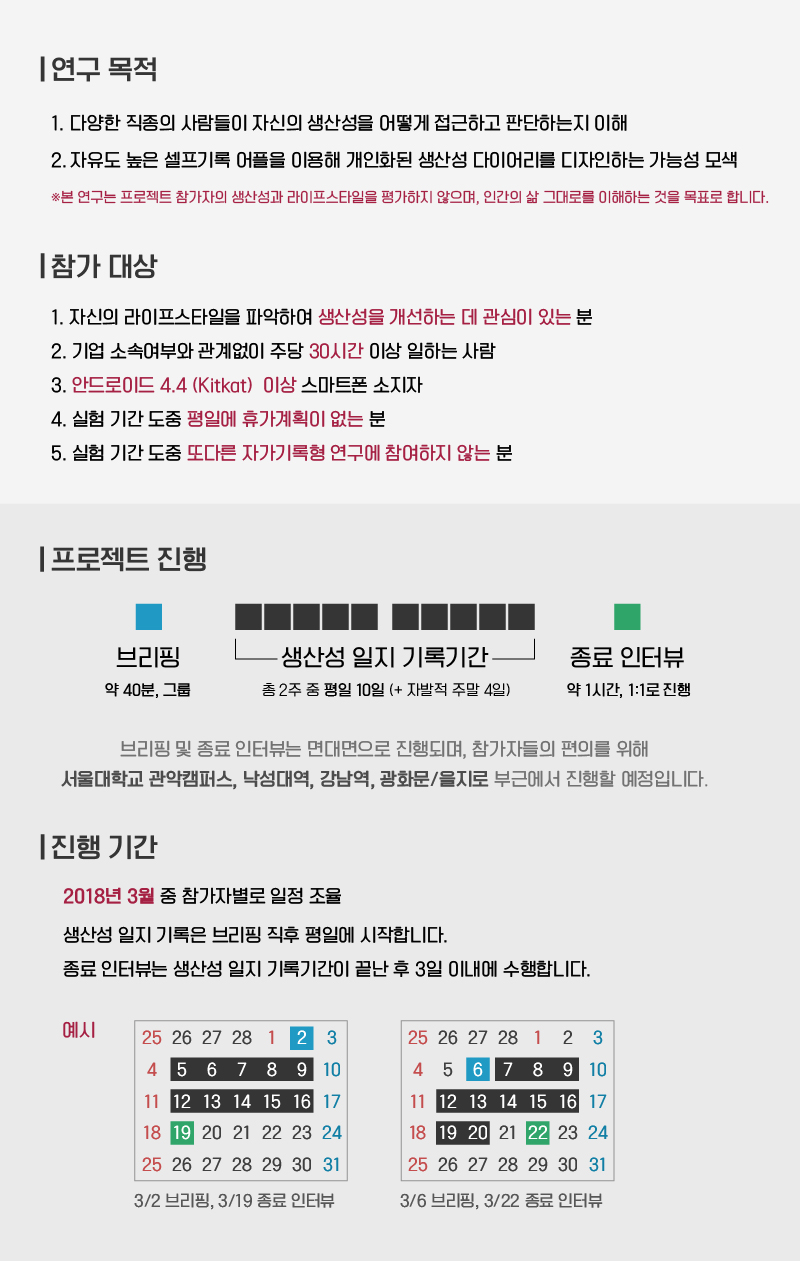 연구 목적
1. 다양한 직종의 사람들이 자신의 생산성을 어떻게 접근하고 판단하는지 이해
2. 자유도 높은 셀프기록 어플을 이용해 개인화된 생산성 다이어리를 디자인하는 가능성 모색
※본 연구는 프로젝트 참가자의 생산성과 라이프스타일을 평가하지 않으며, 인간의 삶 그대로를 이해하는 것을 목표로 합니다.
참가 대상
1. 자신의 라이프스타일을 파악하여 생산성을 개선하는 데 관심이 있는 분
2. 기업 소속여부와 관계없이 주당 30시간 이상 일하는 사람
3. 안드로이드 4.4 (Kitkat) 이상 스마트폰 소지자
4. 실험 기간 도중 평일에 휴가계획이 없는 분
5. 실험 기간 도중 또다른 자가기록형 연구에 참여하지 않는 분
프로젝트 진행
브리핑 생산성 일지 기록기간 종료 인터뷰
약 40분, 그룹 총 2주 중 평일 10일 (+ 자발적 주말 4일) 약 1시간, 1:1로 진행
브리핑 및 종료 인터뷰는 면대면으로 진행되며, 참가자들의 편의를 위해
서울대학교 관악캠퍼스, 낙성대역, 강남역, 광화문/을지로 부근에서 진행할 예정입니다.
진행 기간
2018년 3월 중 참가자별로 일정 조율
생산성 일지 기록은 브리핑 직후 평일에 시작합니다.
종료 인터뷰는 생산성 일지 기록기간이 끝난 후 3일 이내에 수행합니다.
예시
25 26 27 28 1 2 3
4 5 6 7 8 9 10
11 12 13 14 15 16 17
18 19 20 21 22 23 24
25 26 27 28 29 30 31
3/2 브리핑, 3/19 종료 인터뷰
25 26 27 28 1 2 3
4 5 6 7 8 9 10
11 12 13 14 15 16 17
18 19 20 21 22 23 24
25 26 27 28 29 30 31
3/6 브리핑, 3/22 종료 인터뷰